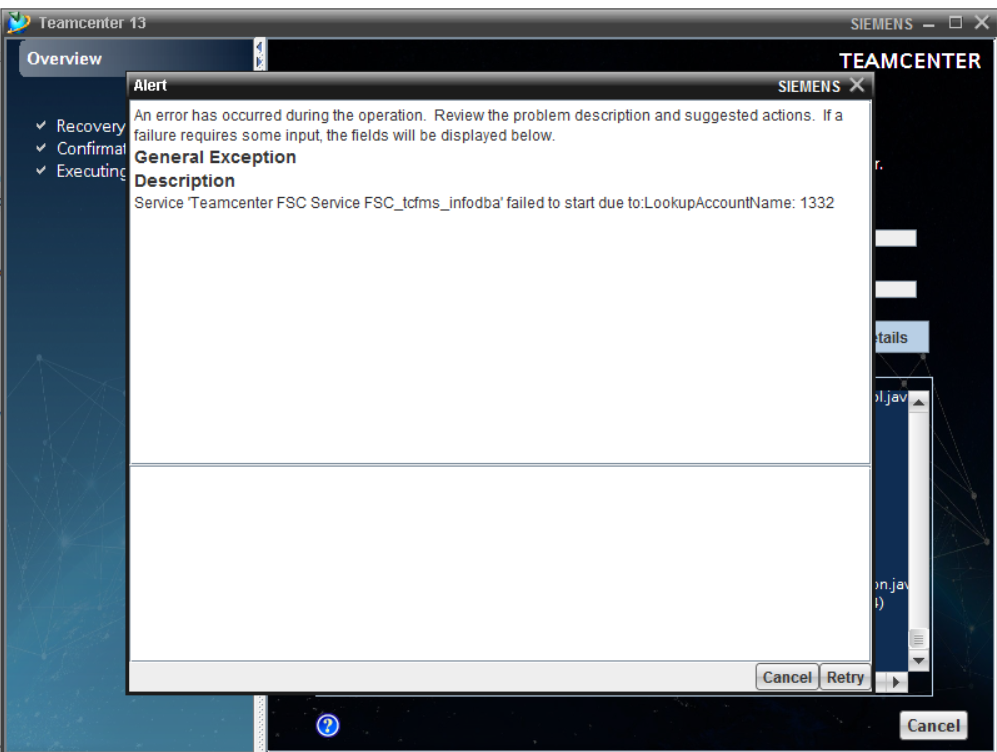 Teamcenter 13
SIEMENS
Overview
TEAMCENTER
Alert
SIEMENS
An error has occurred during the operation. Review the problem description and suggested actions. If a
failure requires some input, the fields will be displayed below.
General Exception
Description
Service 'Teamcenter FSC Service FSC_tcfms_infodba' failed to start due to:LookupAccountName: 1332
Recovery
Confirmat
Executing
r.
tails
ol.jav
on.jav
4)
Cancel
Retry
?
Cancel